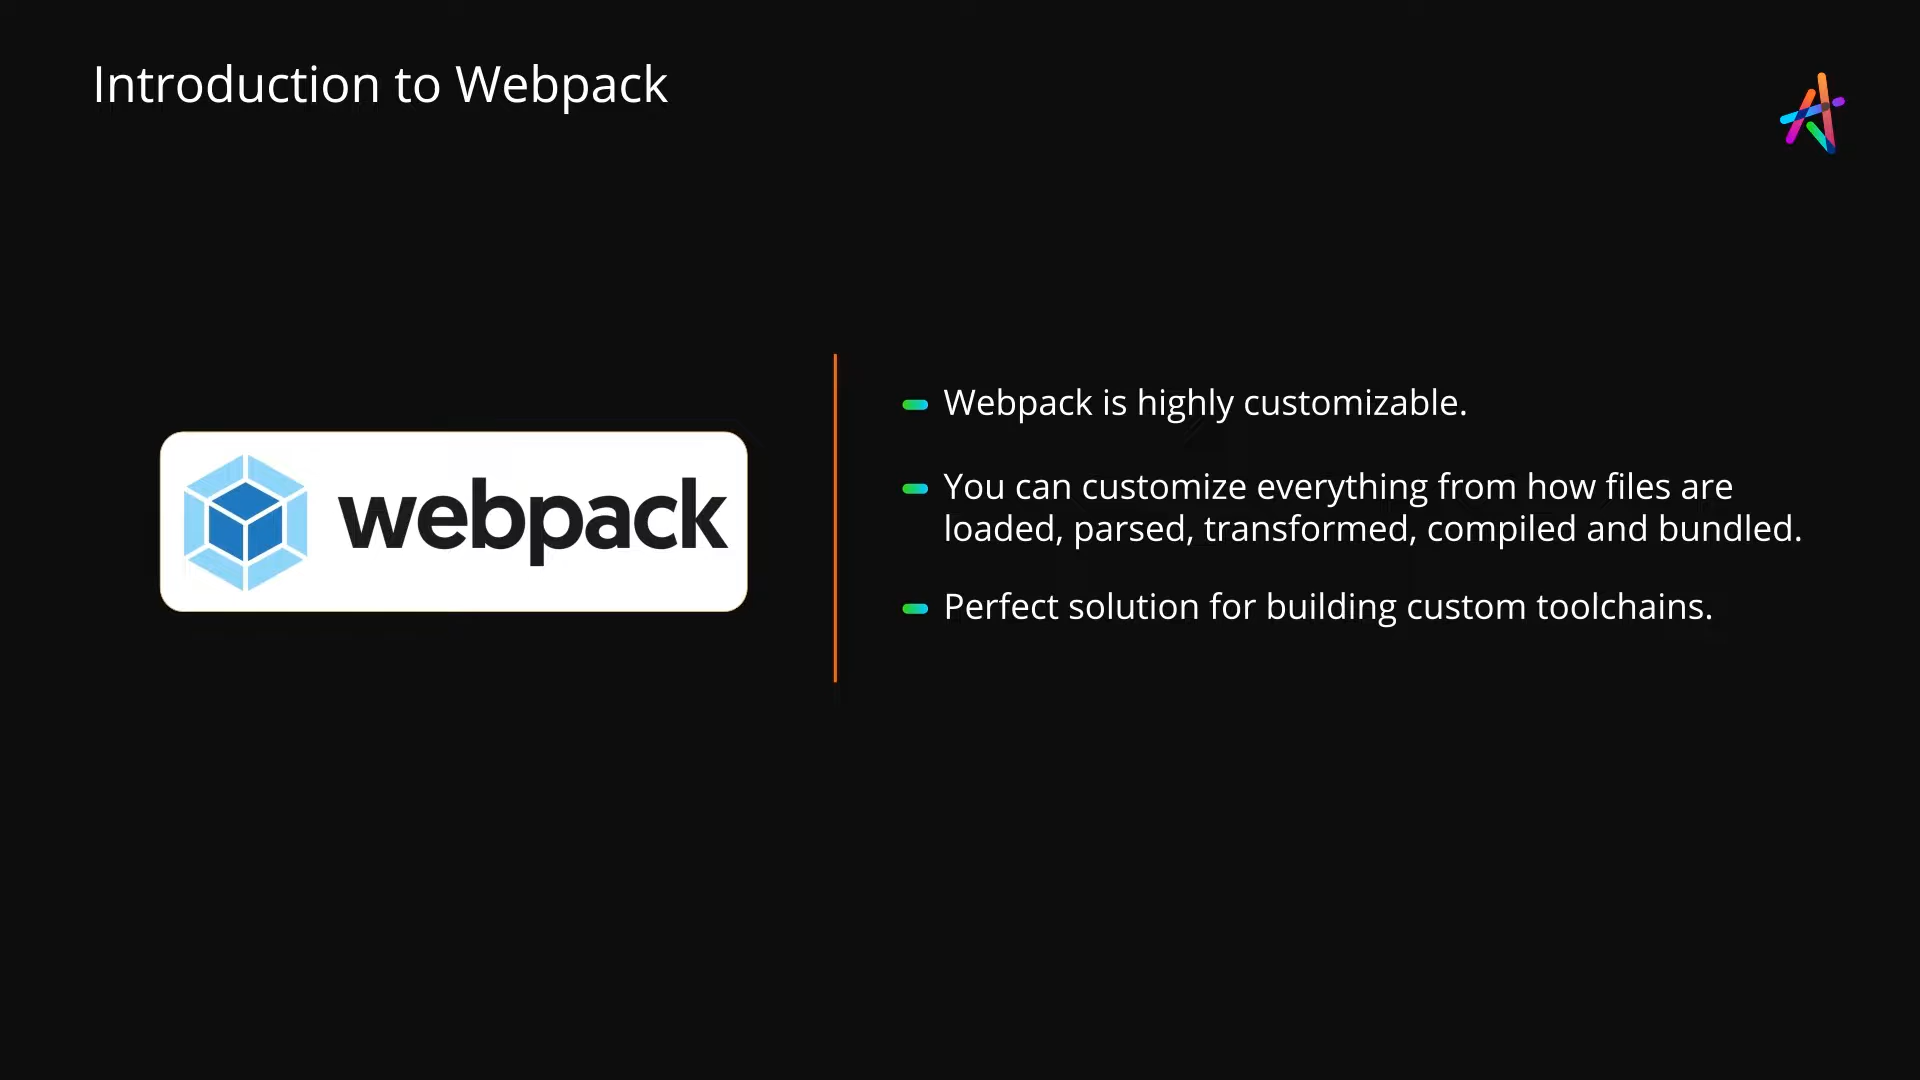 Introduction to Webpack
webpack
Webpack is highly customizable.
You can customize everything from how files are
loaded, parsed, transformed, compiled and bundled.
Perfect solution for building custom toolchains.